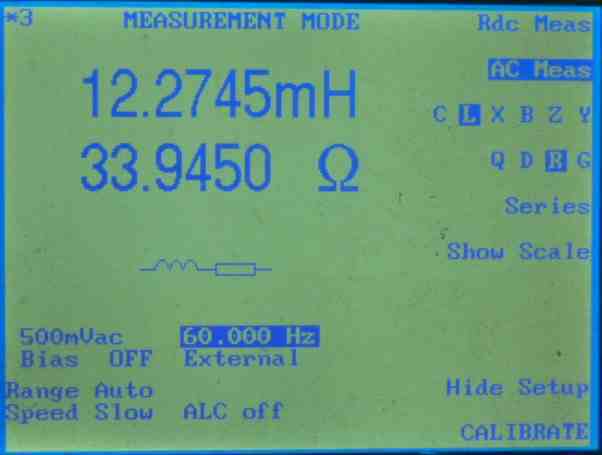 *3 MEASUREMENT MODE Rdc Meas
AC Meas
12.2745mH
C L X B Z Y
33.9450 Ω
Q D R G
Series
Show Scale
500mVac 60.000 Hz
Bias OFF External
Range Auto Hide Setup
Speed Slow ALC off
CALIBRATE